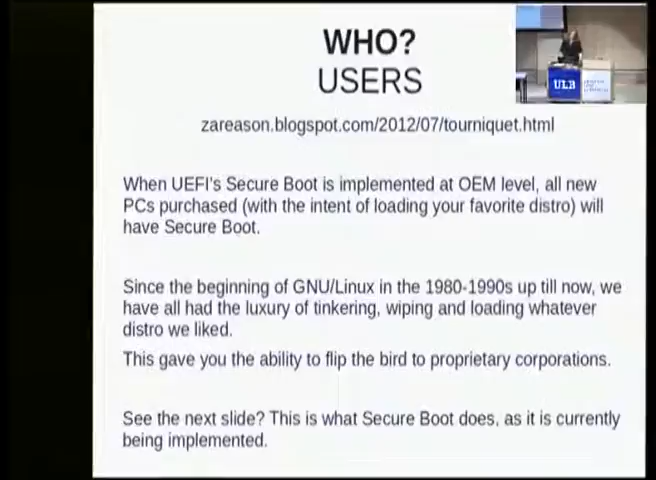 WHO?
USERS
zareason.blogspot.com/2012/07/tourniquet.html
When UEFI's Secure Boot is implemented at OEM level, all new
PCs purchased (with the intent of loading your favorite distro) will
have Secure Boot.
Since the beginning of GNU/Linux in the 1980-1990s up till now, we
have all had the luxury of tinkering, wiping and loading whatever
distro we liked.
This gave you the ability to flip the bird to proprietary corporations.
See the next slide? This is what Secure Boot does, as it is currently
being implemented.
ULB